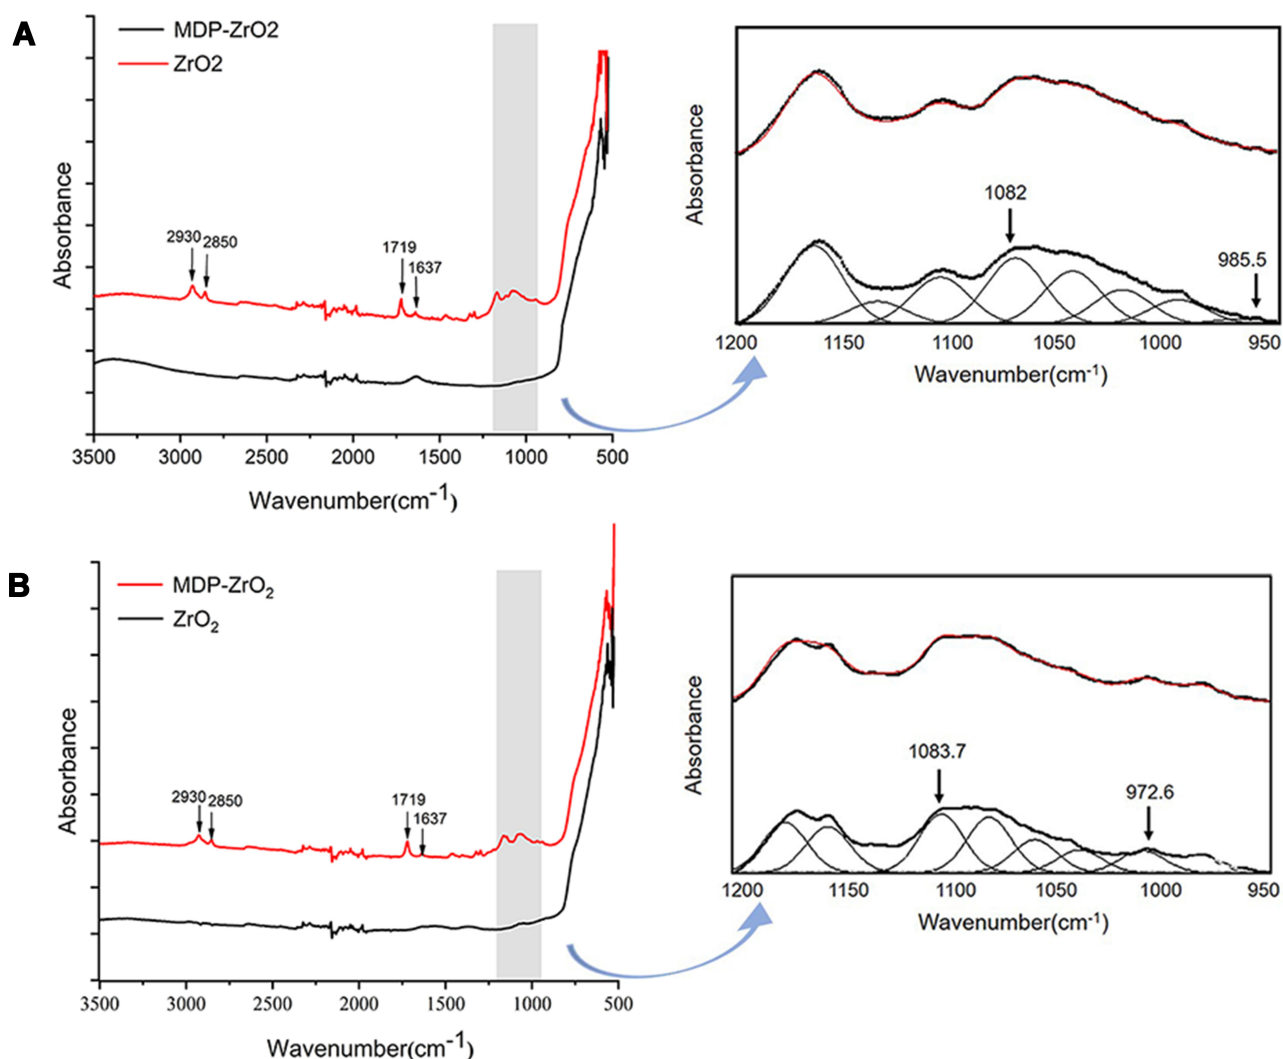 A
MDP-ZrO2
ZrO2
Absorbance
2930
2850
1719
1637
3500 3000 2500 2000 1500 1000 500
Wavenumber(cm-1)
Absorbance
1082
985.5
1200 1150 1050 1000 950
Wavenumber(cm-1)
B
MDP-ZrO2
ZrO2
Absorbance
2930
2850
1719
1637
3500 3000 2500 2000 1500 1000 500
Wavenumber(cm-1)
Absorbance
1083.7
972.6
1200 1150 1100 1050 1000 950
Wavenumber(cm-1)